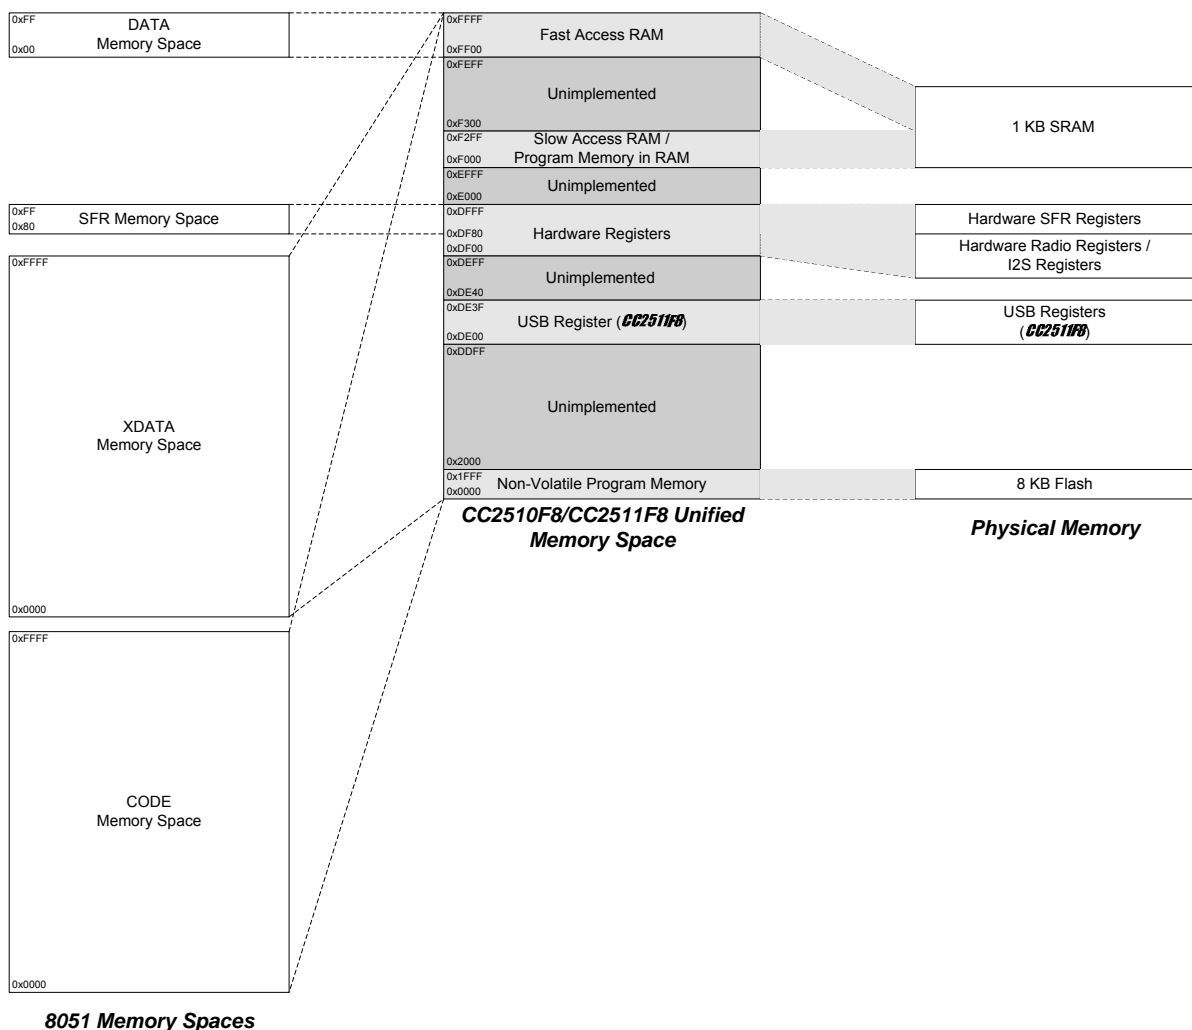 0xFF
DATA
Memory Space
0x00
0xFF
SFR Memory Space
0x80
0xFFFF
XDATA
Memory Space
0x0000
0xFFFF
CODE
Memory Space
0x0000
8051 Memory Spaces
0xFFFF
Fast Access RAM
0xFF00
0xFEFF
Unimplemented
0xF300
0xF2FF
Slow Access RAM /
Program Memory in RAM
0xF000
0xEFFF
Unimplemented
0xE000
0xDFFF
0xDF80
Hardware Registers
0xDF00
0xDEFF
Unimplemented
0xDE40
0xDE3F
USB Register (CC2511F8)
0xDE00
0xDDFF
Unimplemented
0x2000
0x1FFF
Non-Volatile Program Memory
0x0000
CC2510F8/CC2511F8 Unified
Memory Space
1 KB SRAM
Hardware SFR Registers
Hardware Radio Registers /
I2S Registers
USB Registers
(CC2511F8)
8 KB Flash
Physical Memory